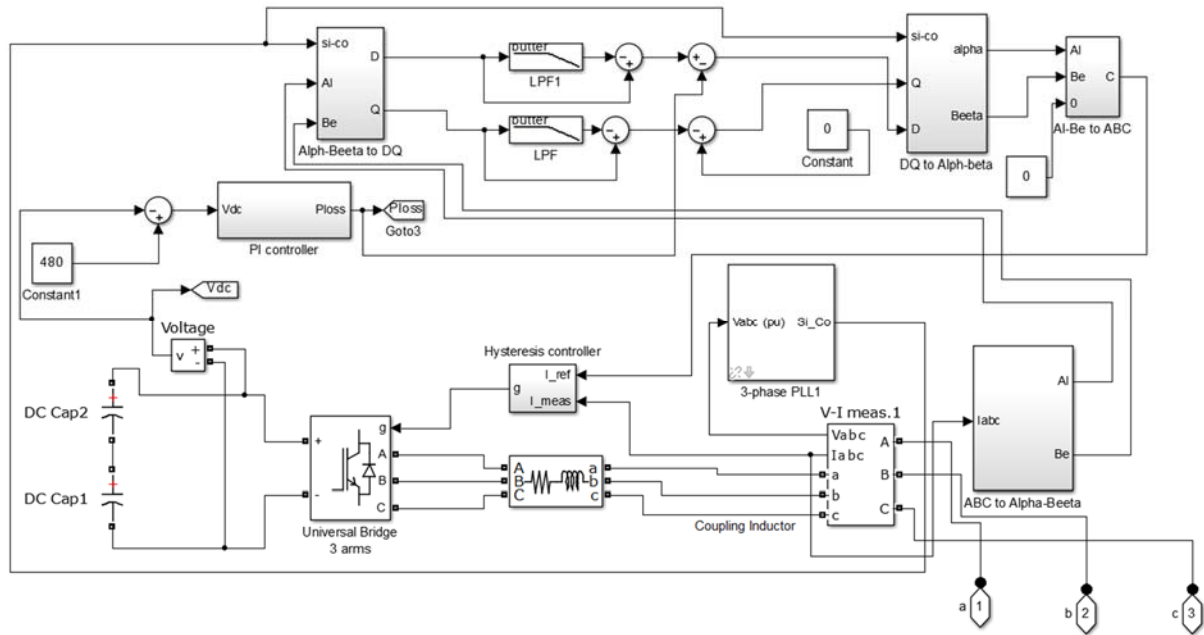 si-co
Al
Be
D
Q
Alph-Beeta to DQ
butter
LPF1
butter
LPF
0
Constant
si-co
Q
D
alpha
Beeta
DQ to Alph-beta
Al
Be
0
C
Al-Be to ABC
0
480
Constant1
Vdc
Ploss
PI controller
Ploss
Goto3
Vdc
Voltage
v
DC Cap2
DC Cap1
Hysteresis controller
g
I_ref
I_meas
Vabc (pu)
Si_Co
3-phase PLL1
g
A
B
C
Universal Bridge
3 arms
A
B
C
a
b
c
Coupling Inductor
V-I meas.1
Vabc
Iabc
a
b
c
A
B
C
Iabc
Al
Be
ABC to Alpha-Beeta
a 1
b 2
c 3